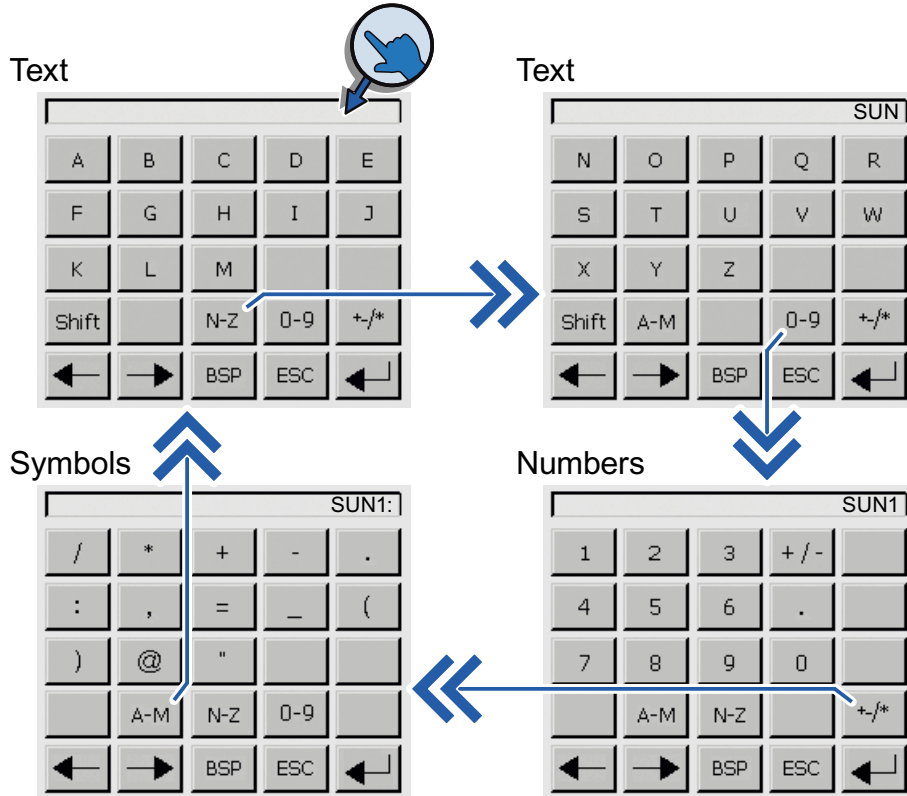 Text
A B C D E
F G H I J
K L M
Shift N-Z 0-9 +-/*
BSP ESC
Text
SUN
N O P Q R
S T U V W
X Y Z
Shift A-M 0-9 +-/*
BSP ESC
Symbols
SUN1:
/ * + - .
: , = _ (
) @ "
A-M N-Z 0-9
BSP ESC
Numbers
SUN1
1 2 3 +/-
4 5 6 .
7 8 9 0
A-M N-Z +-/*
BSP ESC